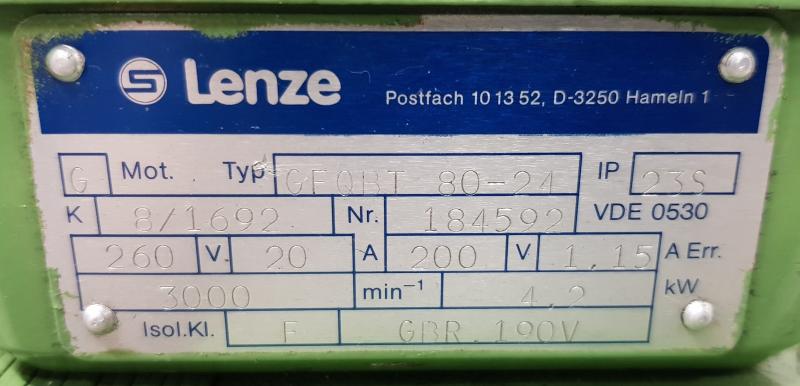 S Lenze Postfach 10 13 52, D-3250 Hameln 1
G Mot. Typ GFQBT 80-24 IP 23S
K 8/1692 Nr. 184592 VDE 0530
260 V. 20 A 200 V 1,15 A Err.
3000 min⁻¹ 4,2 kW
Isol.Kl. F GBR.190V